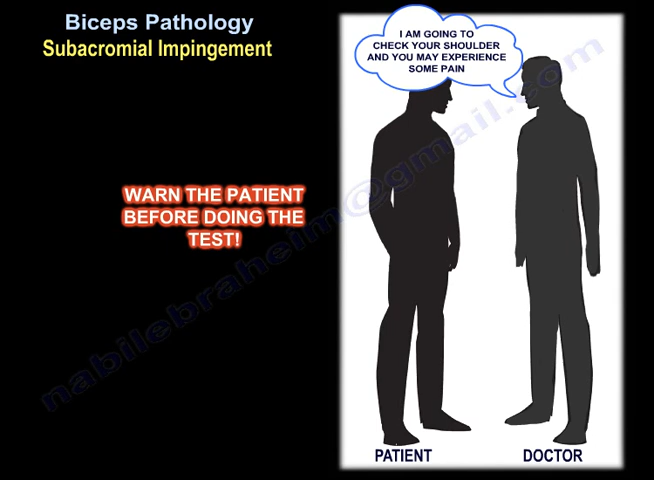 Biceps Pathology
Subacromial Impingement
I AM GOING TO
CHECK YOUR SHOULDER
AND YOU MAY EXPERIENCE
SOME PAIN
WARN THE PATIENT
BEFORE DOING THE
TEST!
nabilebraheim@gmail.com
PATIENT
DOCTOR